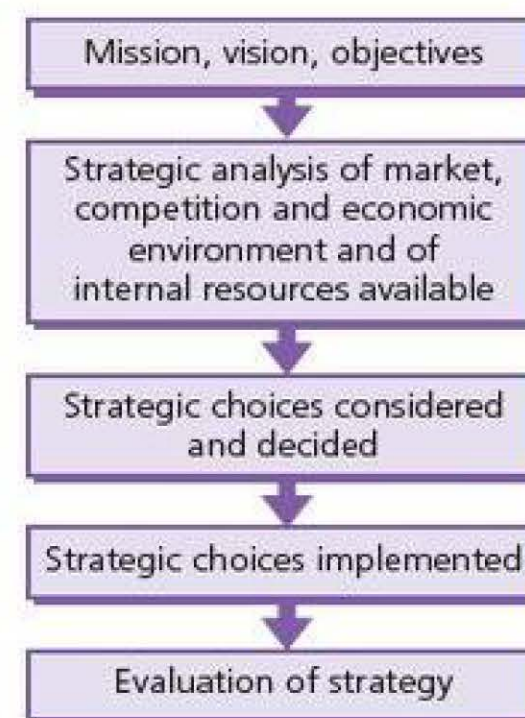 Mission, vision, objectives
Strategic analysis of market,
competition and economic
environment and of
internal resources available
Strategic choices considered
and decided
Strategic choices implemented
Evaluation of strategy